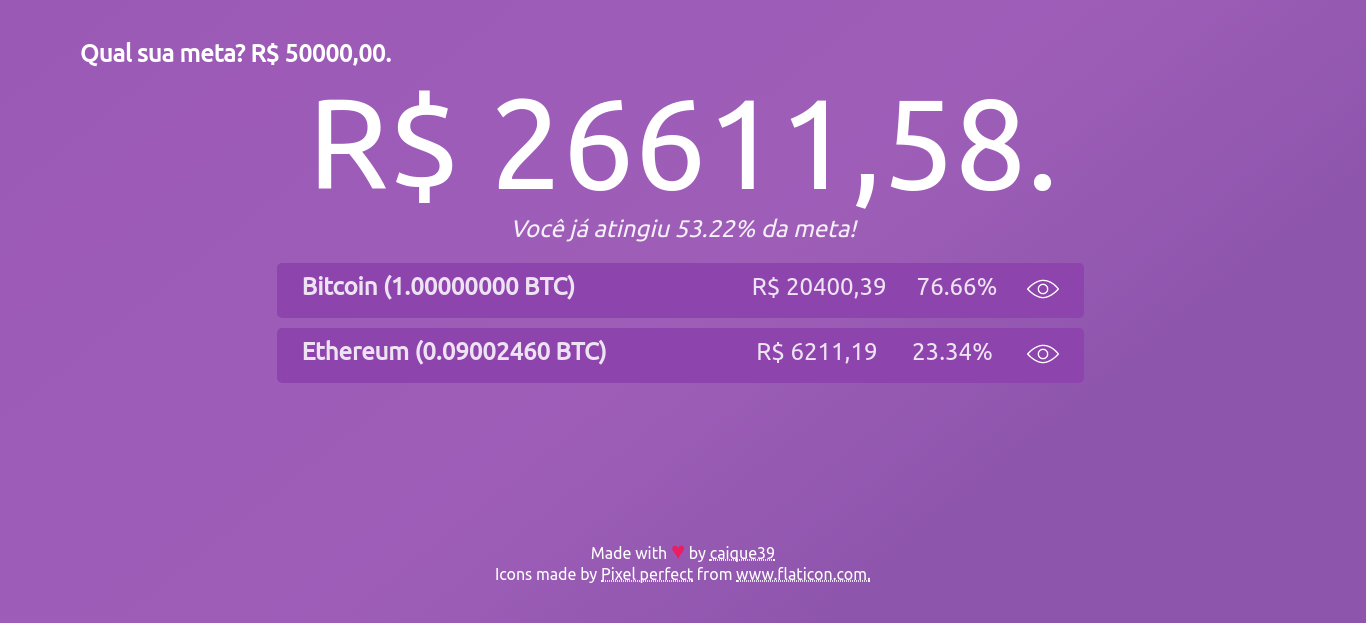 Qual sua meta? R$ 50000,00.
R$ 26611,58.
Você já atingiu 53.22% da meta!
Bitcoin (1.00000000 BTC) R$ 20400,39 76.66%
Ethereum (0.09002460 BTC) R$ 6211,19 23.34%
Made with ♥ by caique39
Icons made by Pixel perfect from www.flaticon.com.